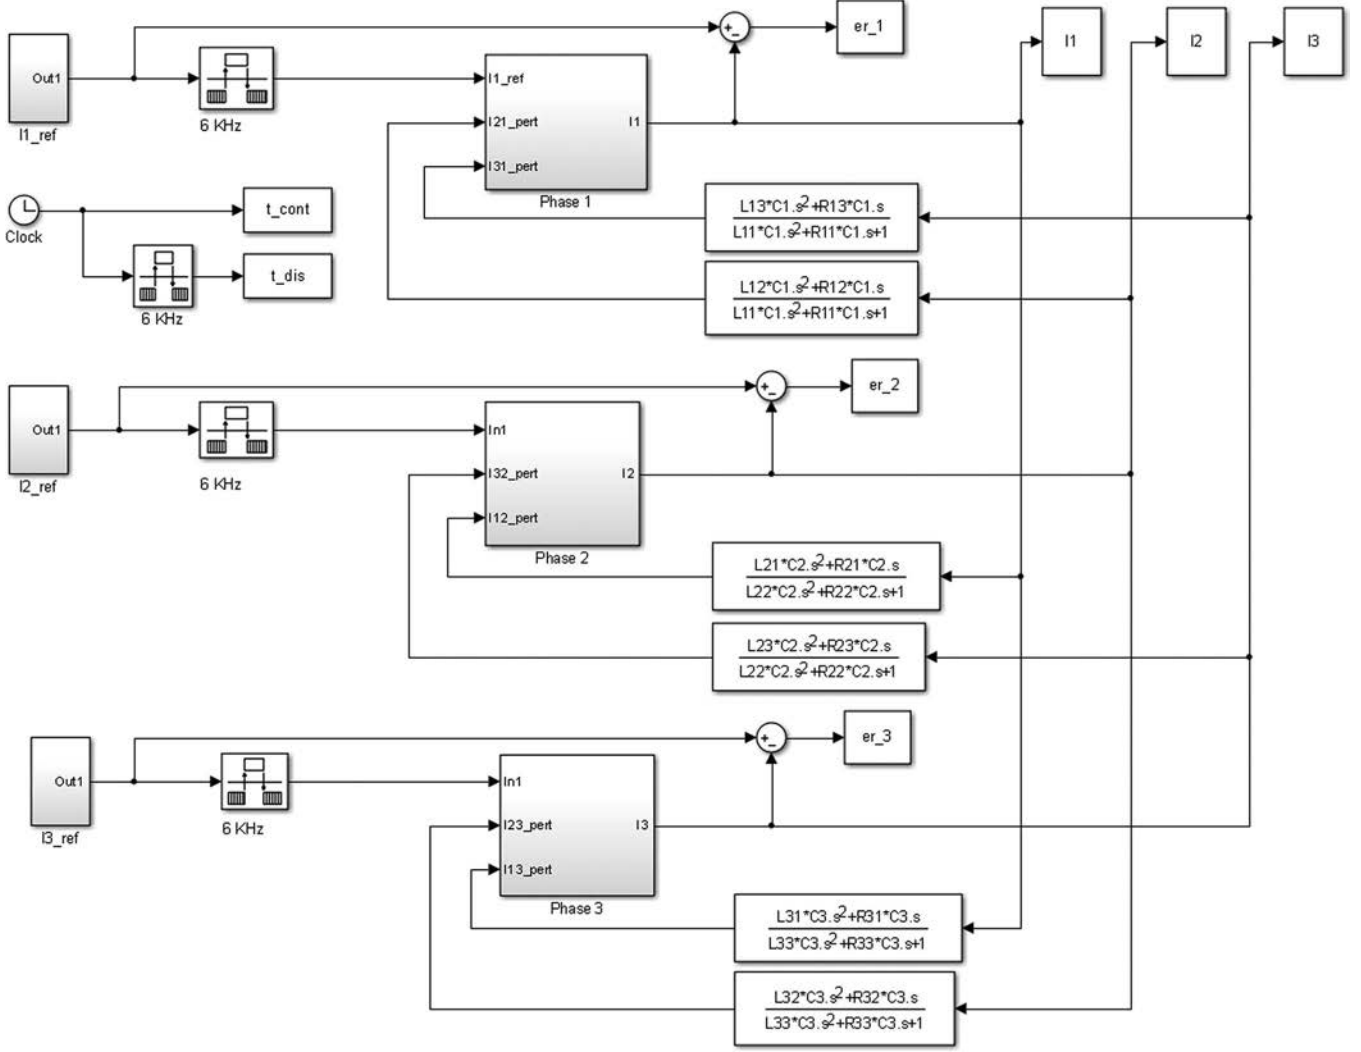 er_1
I1
I2
I3
Out1
I1_ref
6 KHz
I1_ref
I21_pert
I31_pert
I1
Phase 1
L13*C1.s²+R13*C1.s
L11*C1.s²+R11*C1.s+1
L12*C1.s²+R12*C1.s
L11*C1.s²+R11*C1.s+1
Clock
t_cont
t_dis
6 KHz
er_2
Out1
I2_ref
6 KHz
In1
I32_pert
I12_pert
I2
Phase 2
L21*C2.s²+R21*C2.s
L22*C2.s²+R22*C2.s+1
L23*C2.s²+R23*C2.s
L22*C2.s²+R22*C2.s+1
er_3
Out1
I3_ref
6 KHz
In1
I23_pert
I13_pert
I3
Phase 3
L31*C3.s²+R31*C3.s
L33*C3.s²+R33*C3.s+1
L32*C3.s²+R32*C3.s
L33*C3.s²+R33*C3.s+1